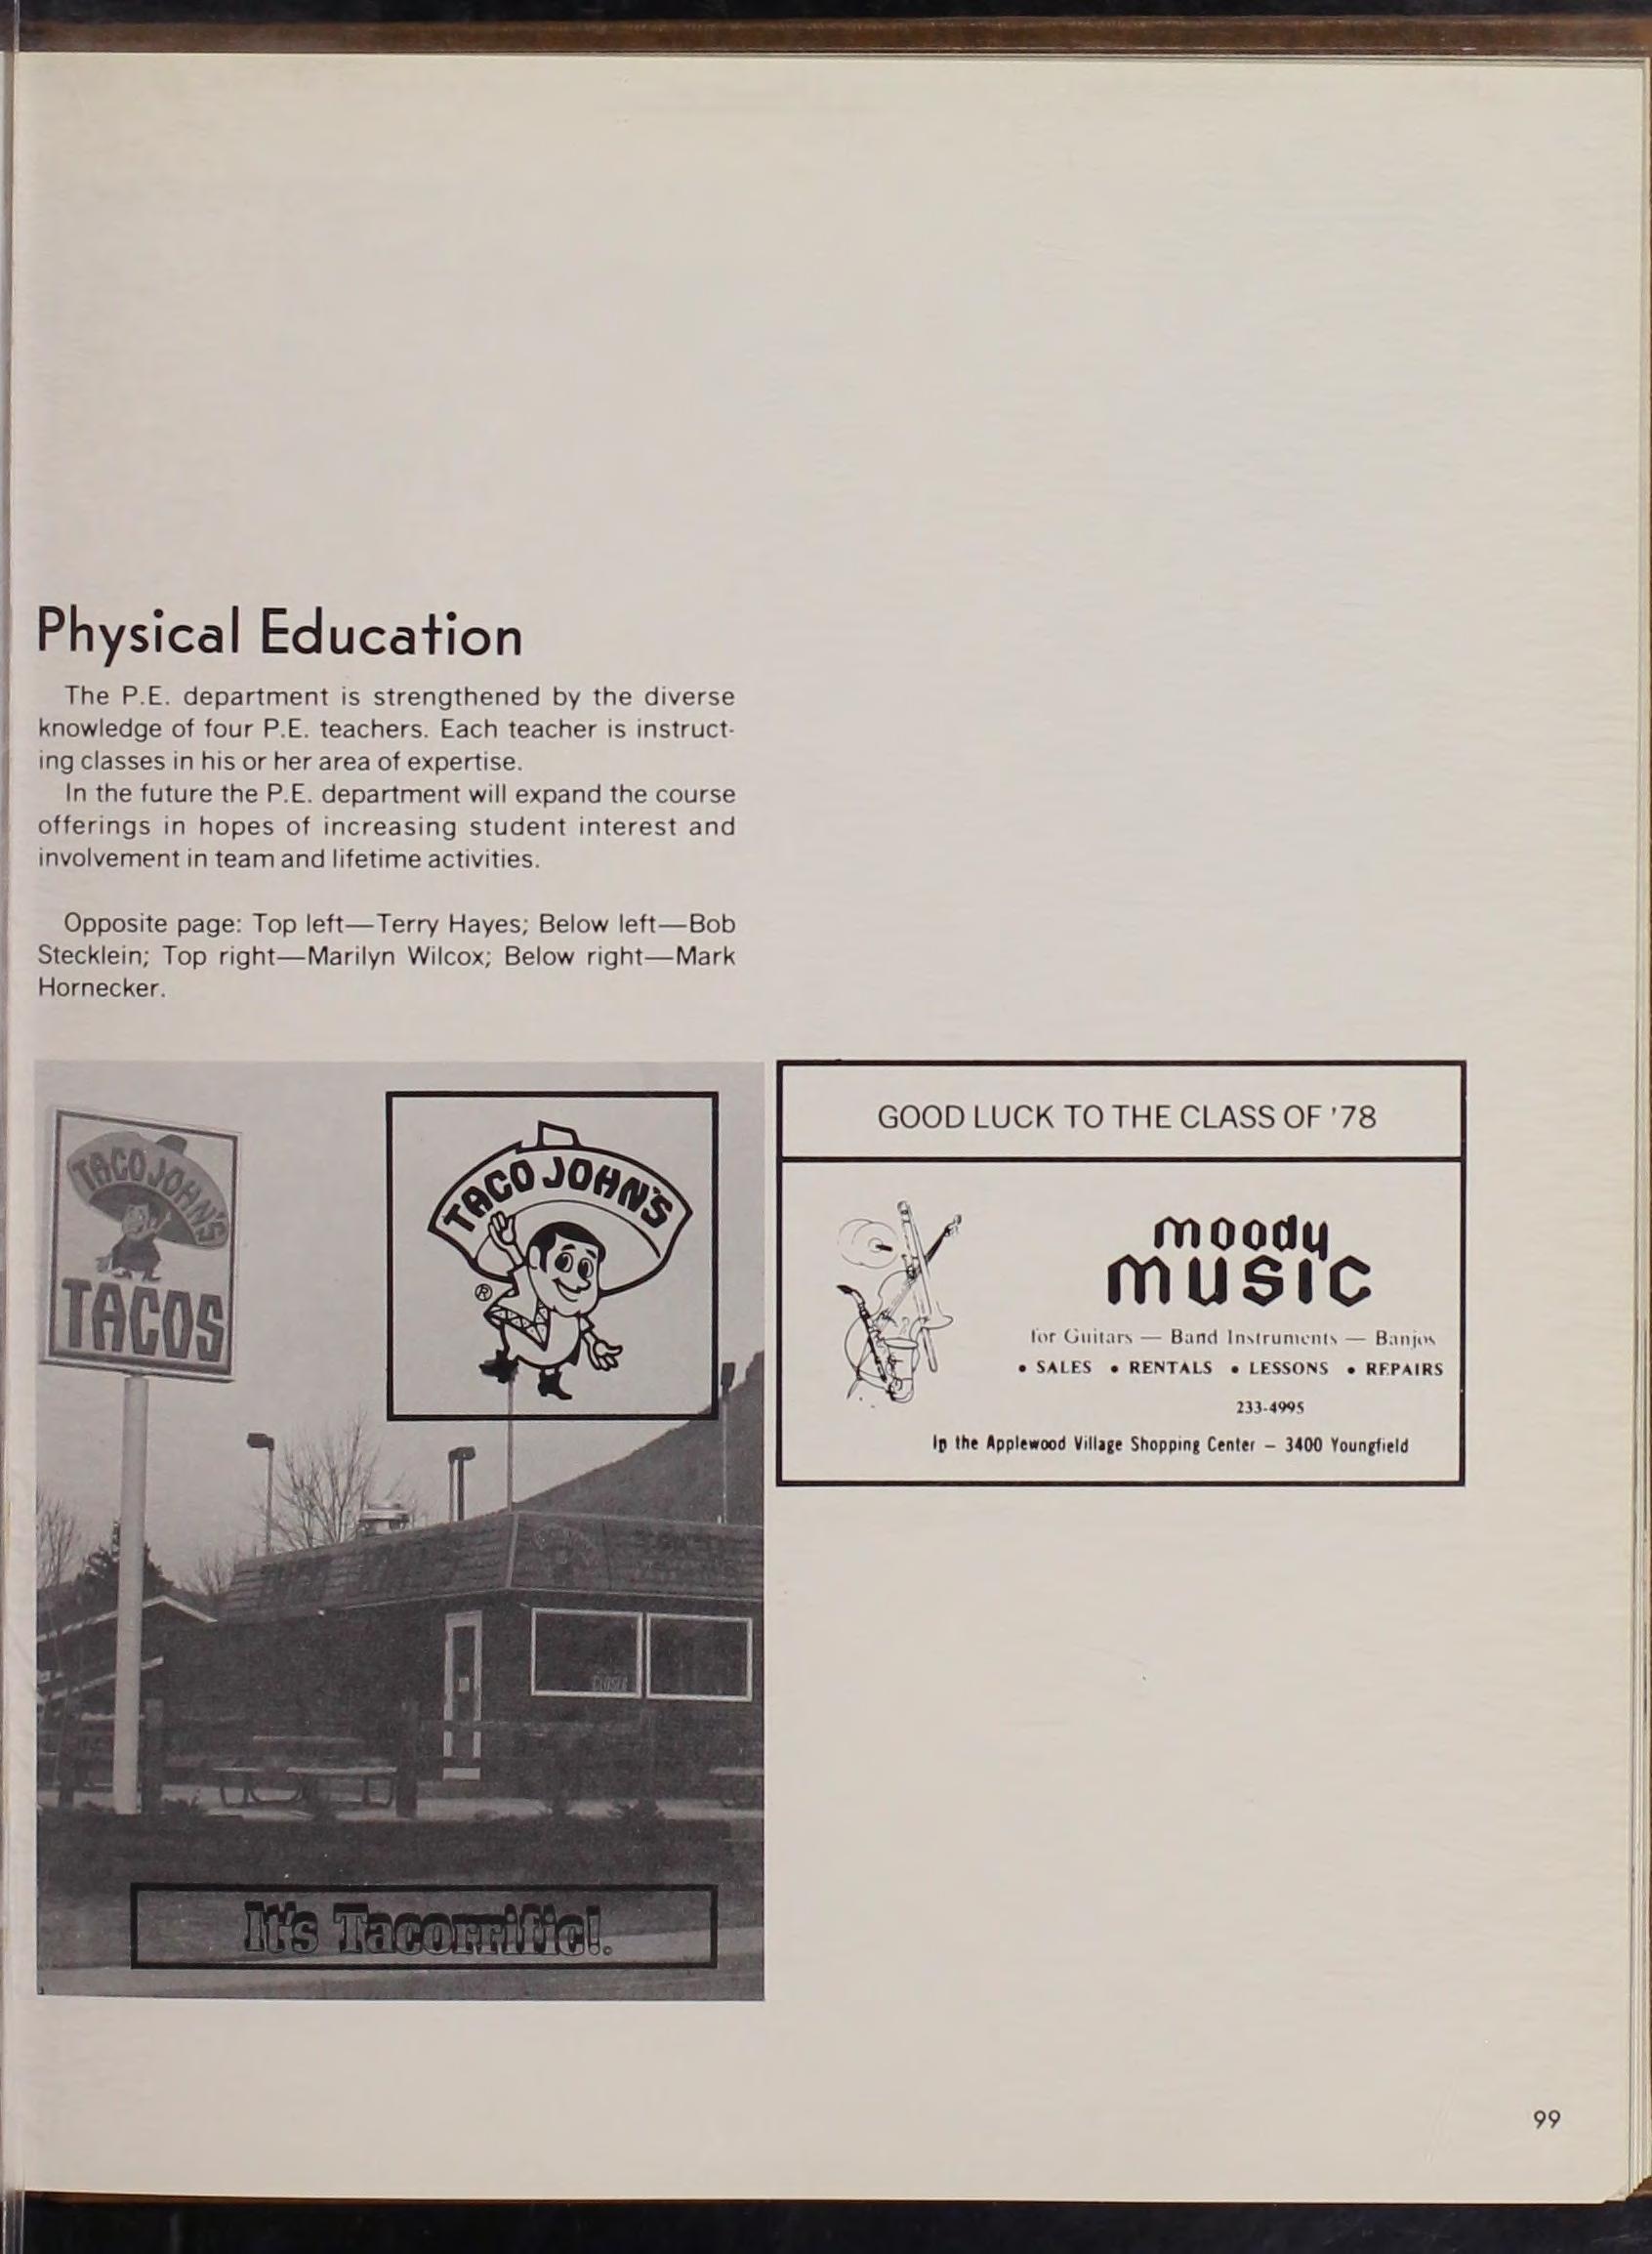 Physical Education
The P.E. department is strengthened by the diverse
knowledge of four P.E. teachers. Each teacher is instruct-
ing classes in his or her area of expertise.
In the future the P.E. department will expand the course
offerings in hopes of increasing student interest and
involvement in team and lifetime activities.
Opposite page: Top left—Terry Hayes; Below left—Bob
Stecklein; Top right—Marilyn Wilcox; Below right—Mark
Hornecker.
TACO JOHN'S
TACOS
TACO JOHN'S
®
CLOSED
It's Tacorrific!.
GOOD LUCK TO THE CLASS OF '78
moody
music
for Guitars — Band Instruments — Banjos
• SALES • RENTALS • LESSONS • REPAIRS
233-4995
In the Applewood Village Shopping Center – 3400 Youngfield
99